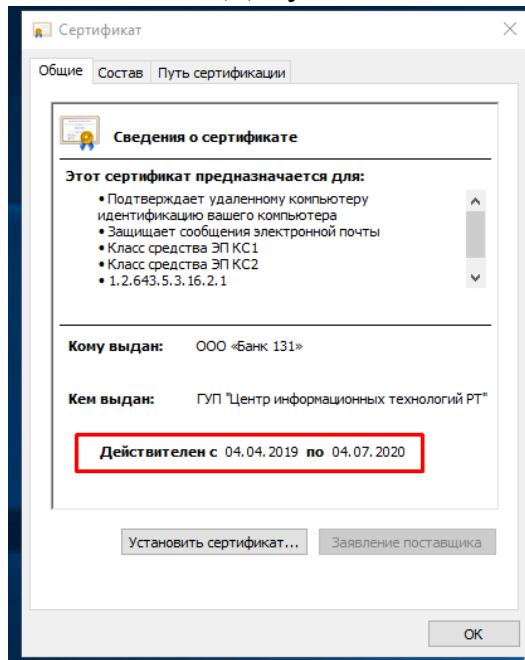 Сертификат
Общие Состав Путь сертификации
Сведения о сертификате
Этот сертификат предназначается для:
• Подтверждает удаленному компьютеру
идентификацию вашего компьютера
• Защищает сообщения электронной почты
• Класс средства ЭП КС1
• Класс средства ЭП КС2
• 1.2.643.5.3.16.2.1
Кому выдан: ООО «Банк 131»
Кем выдан: ГУП "Центр информационных технологий РТ"
Действителен с 04.04.2019 по 04.07.2020
Установить сертификат... Заявление поставщика
ОК